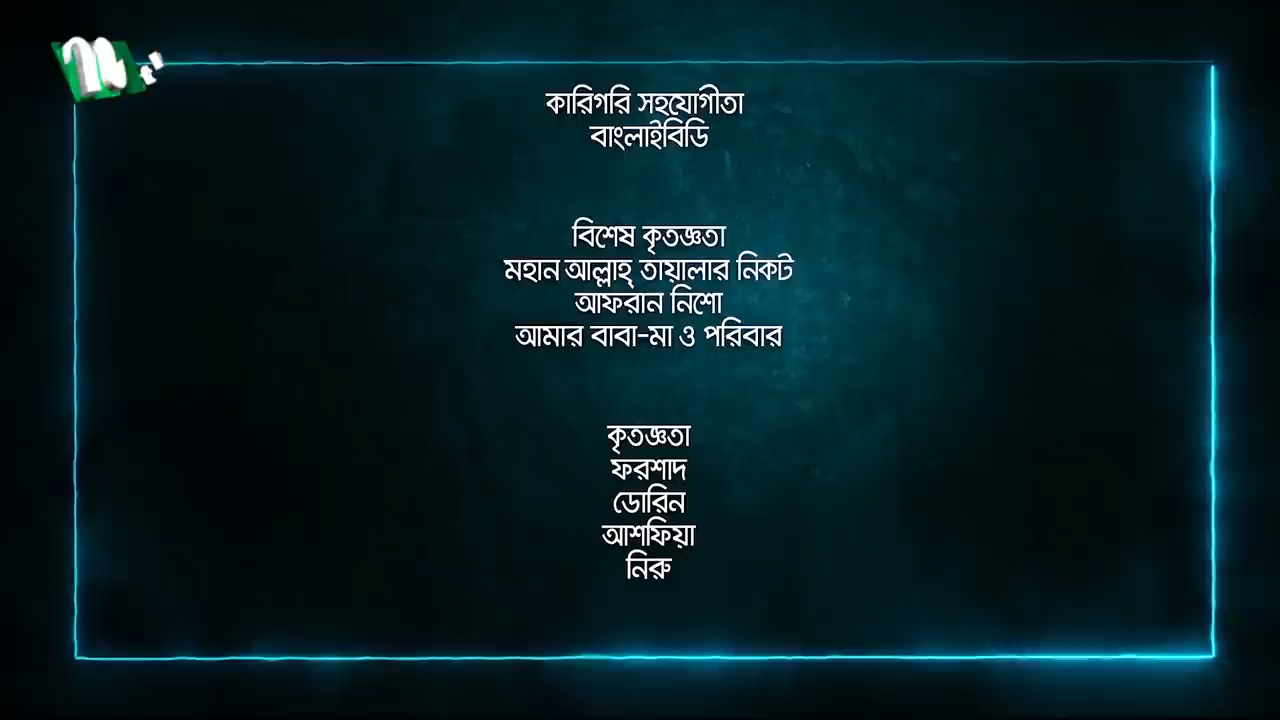 কারিগরি সহযোগীতা
বাংলাইবিডি
বিশেষ কৃতজ্ঞতা
মহান আল্লাহ্ তায়ালার নিকট
আফরান নিশো
আমার বাবা-মা ও পরিবার
কৃতজ্ঞতা
ফরশাদ
ডোরিন
আশফিয়া
নিরু